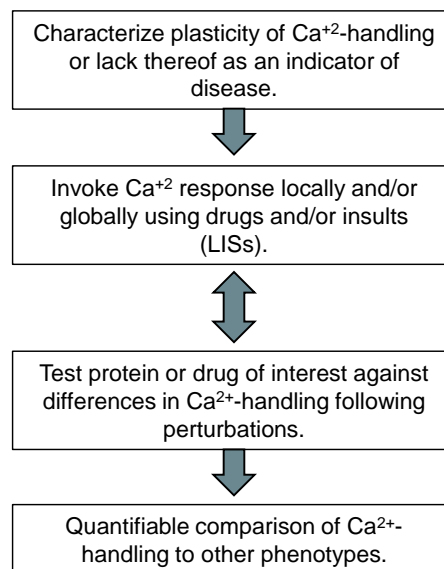 Characterize plasticity of Ca⁺²-handling
or lack thereof as an indicator of
disease.
Invoke Ca⁺² response locally and/or
globally using drugs and/or insults
(LISs).
Test protein or drug of interest against
differences in Ca²⁺-handling following
perturbations.
Quantifiable comparison of Ca²⁺-
handling to other phenotypes.